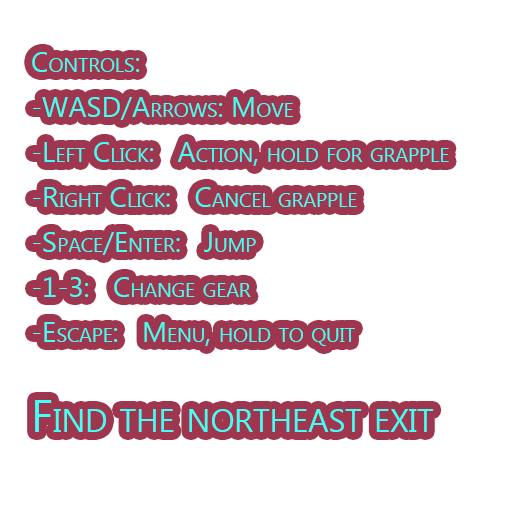 Controls:
-WASD/Arrows: Move
-Left Click: Action, hold for grapple
-Right Click: Cancel grapple
-Space/Enter: Jump
-1-3: Change gear
-Escape: Menu, hold to quit
Find the northeast exit